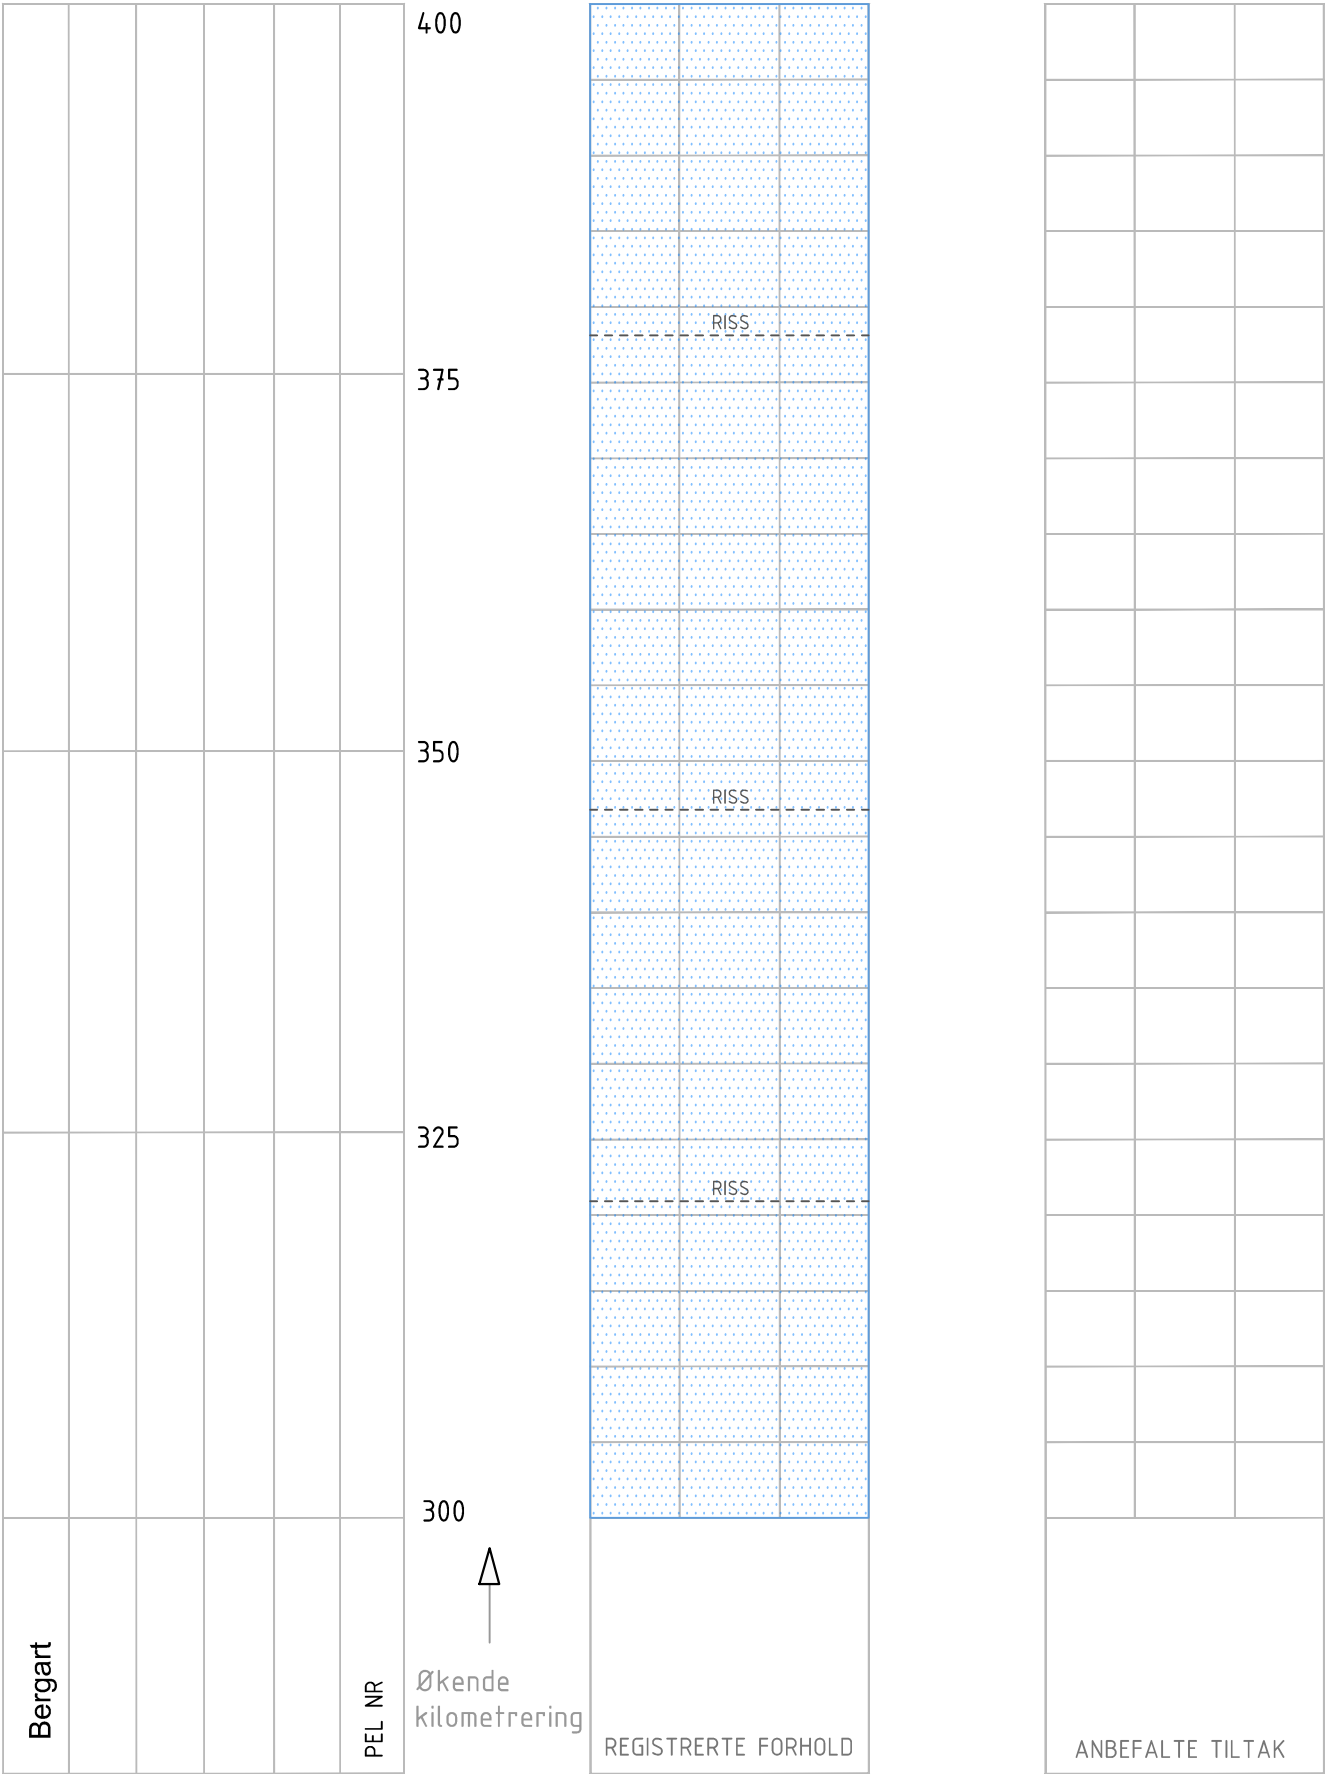 400
RISS
375
350
RISS
325
RISS
300
Økende
kilometrering
Bergart
PEL NR
REGISTRERTE FORHOLD
ANBEFALTE TILTAK